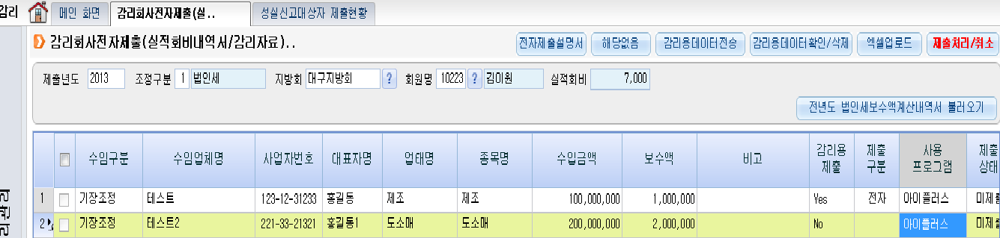 감리
메인 화면
감리회사전자제출(실..
성실신고대상자 제출현황
감리회사전자제출(실적회비내역서/감리자료)..
전자제출설명서 해당없음 감리용데이터전송 감리용데이터확인/삭제 엑셀업로드 제출처리/취소
제출년도 2013 조정구분 1 법인세 지방회 대구지방회 ? 회원명 10223 ? 김이원 실적회비 7,000
전년도 법인세보수액계산내역서 불러오기
수임구분 수임업체명 사업자번호 대표자명 업태명 종목명 수입금액 보수액 비고 감리용 제출 제출 구분 사용 프로그램 제출 상태
1 기장조정 테스트 123-12-31233 홍길동 제조 제조 100,000,000 1,000,000 Yes 전자 아이플러스 미제출
2 기장조정 테스트2 221-33-21321 홍길동1 도소매 도소매 200,000,000 2,000,000 No 아이플러스 미제출